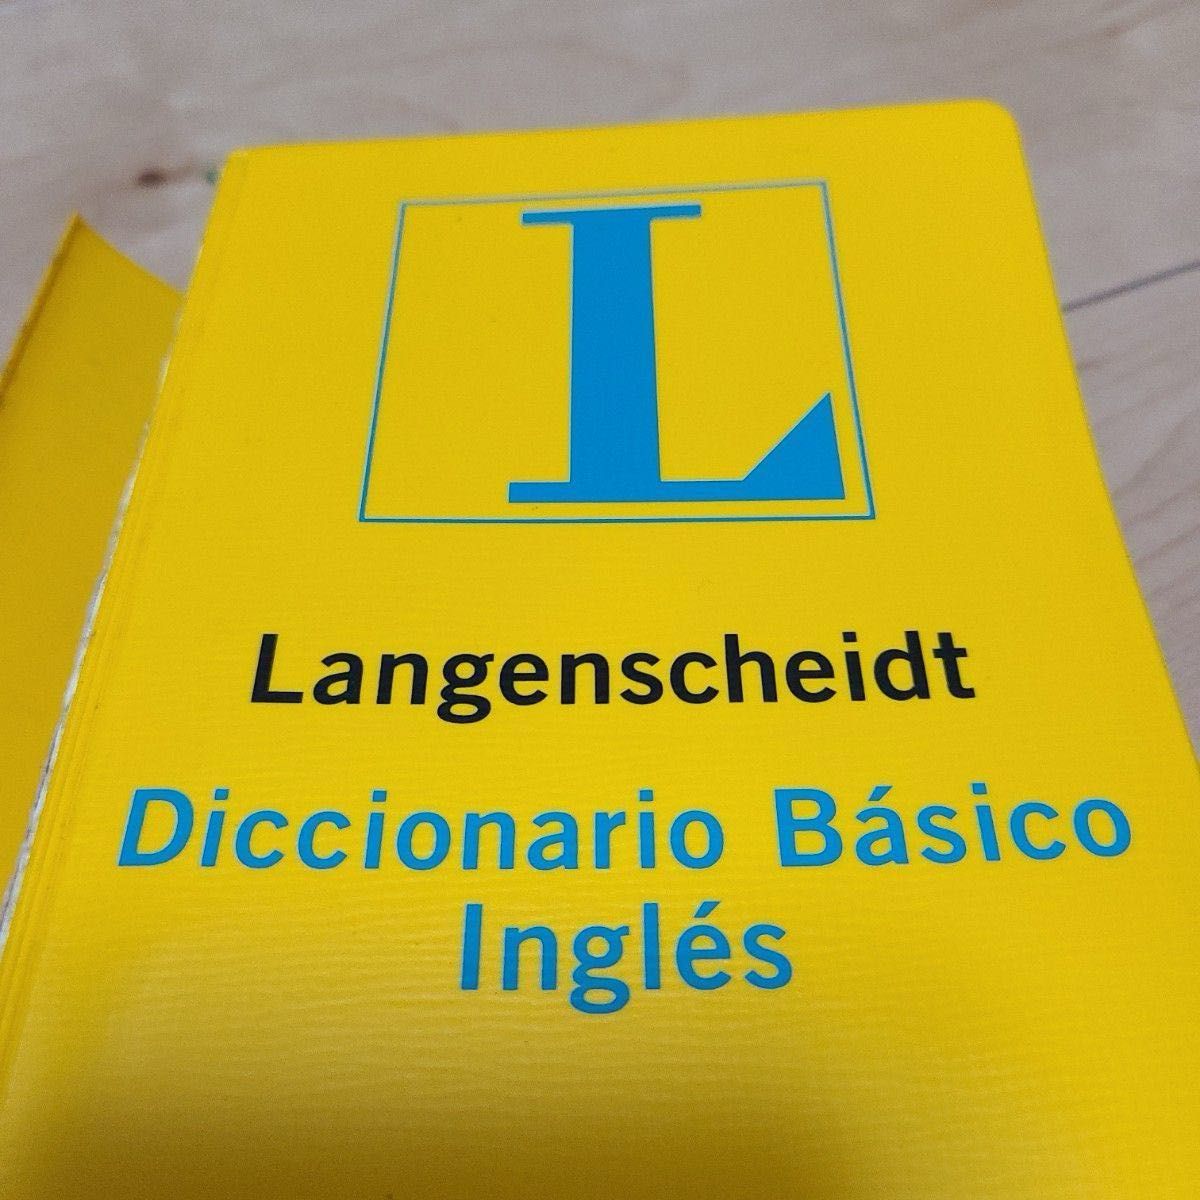 L
Langenscheidt
Diccionario Básico
Inglés